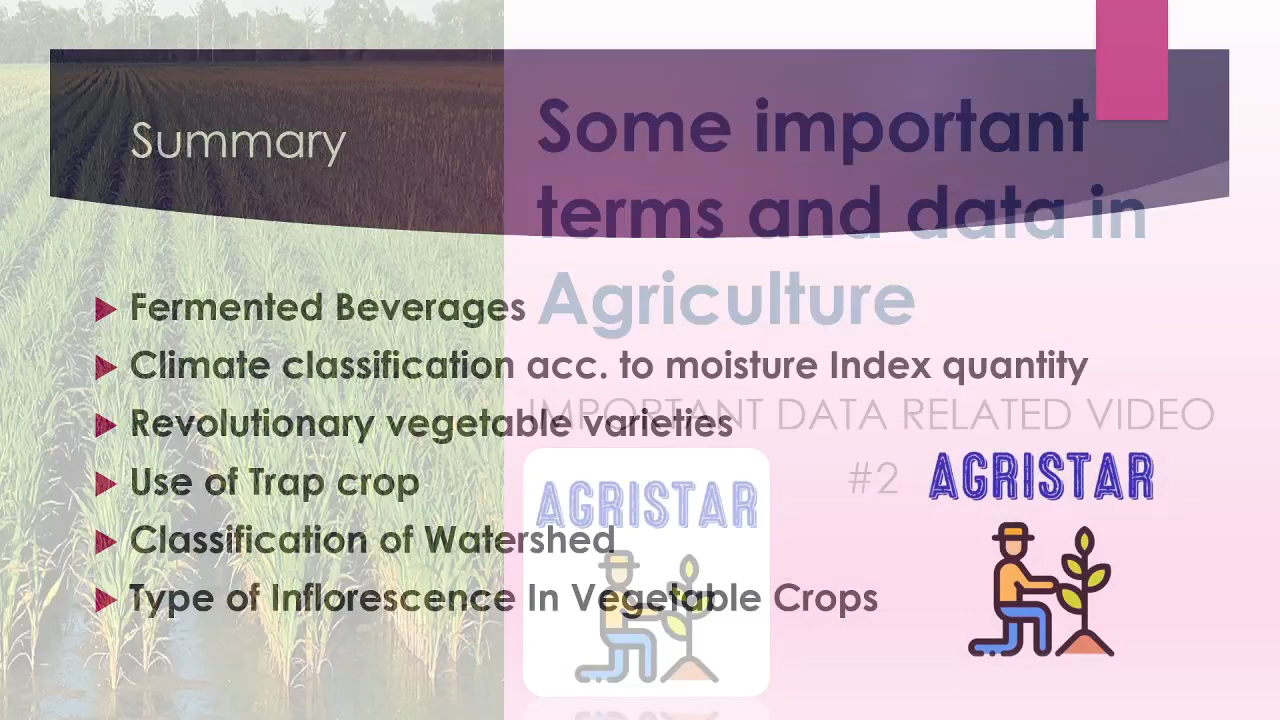 Summary
Some important
terms and data in
Agriculture
Fermented Beverages
Climate classification acc. to moisture Index quantity
IMPORTANT DATA RELATED VIDEO
#2
Revolutionary vegetable varieties
Use of Trap crop
Classification of Watershed
Type of Inflorescence In Vegetable Crops
AGRISTAR
AGRISTAR